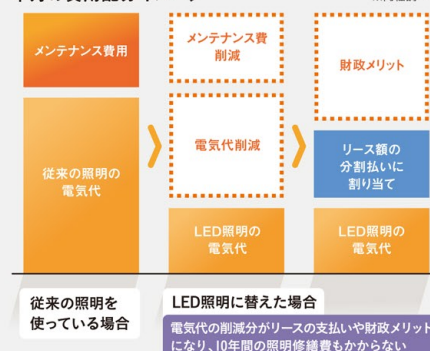 メンテナンス費用
メンテナンス費
削減
財政メリット
従来の照明の
電気代
電気代削減
リース額の
分割払いに
割り当て
LED照明の
電気代
LED照明の
電気代
従来の照明を
使っている場合
LED照明に替えた場合
電気代の削減分がリースの支払いや財政メリット
になり、10年間の照明修繕費もかからない